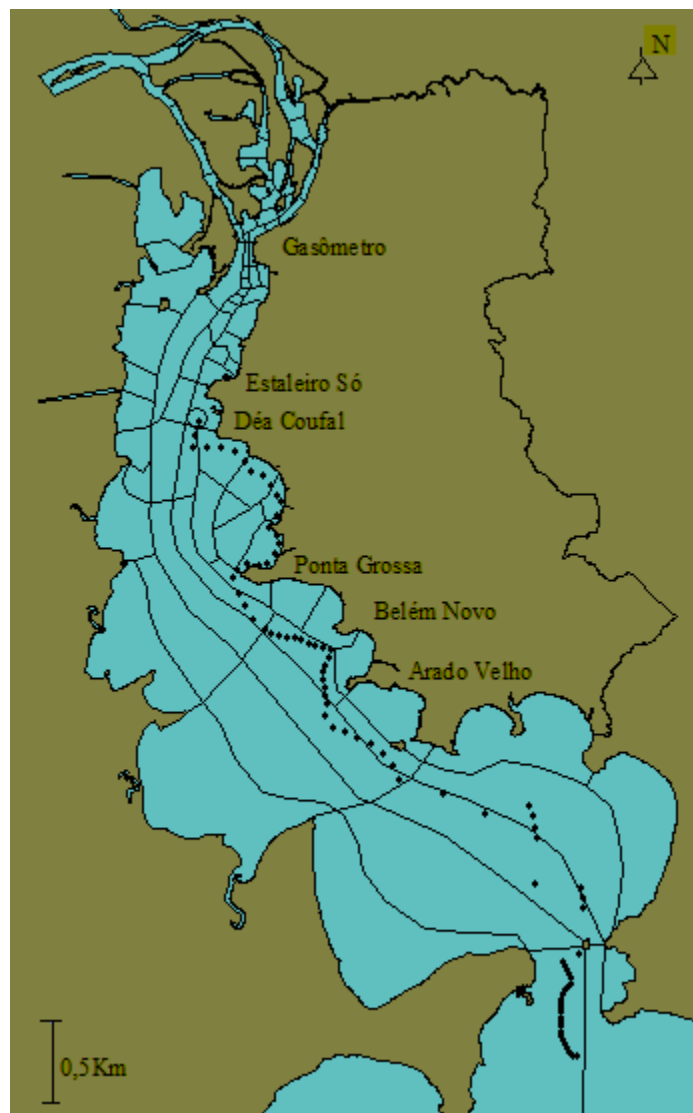 N
Gasômetro
Estaleiro Só
Déa Coufal
Ponta Grossa
Belém Novo
Arado Velho
0,5Km